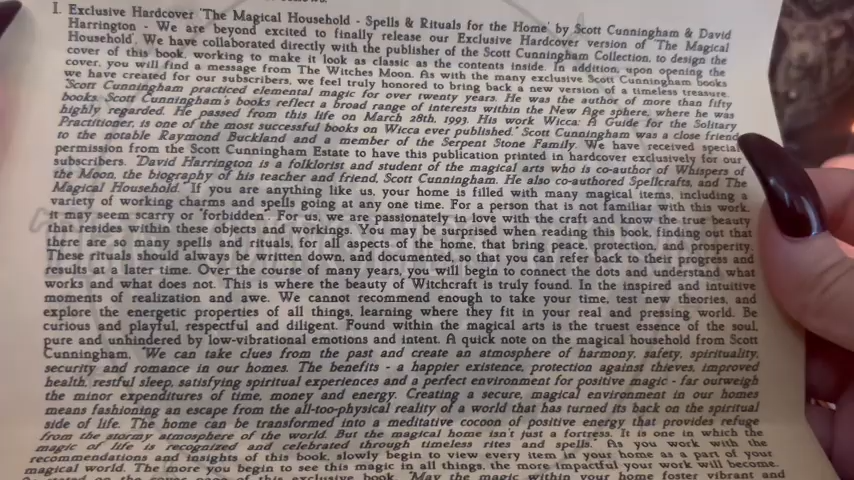 I. Exclusive Hardcover 'The Magical Household - Spells & Rituals for the Home' by Scott Cunningham & David
Harrington - We are beyond excited to finally release our Exclusive Hardcover version of 'The Magical
Household'. We have collaborated directly with the publisher of the Scott Cunningham Collection, to design the
cover of this book, working to make it look as classic as the contents inside. In addition, upon opening the
cover, you will find a message from The Witches Moon. As with the many exclusive Scott Cunningham books
we have created for our subscribers, we feel truly honored to bring back a new version of a timeless treasure.
'Scott Cunningham practiced elemental magic for over twenty years. He was the author of more than fifty
books. Scott Cunningham's books reflect a broad range of interests within the New Age sphere, where he was
highly regarded. He passed from this life on March 28th, 1993. His work Wicca: A Guide for the Solitary
Practitioner, is one of the most successful books on Wicca ever published.' Scott Cunningham was a close friend
to the notable Raymond Buckland and a member of the Serpent Stone Family. We have received special
permission from the Scott Cunningham Estate to have this publication printed in hardcover exclusively for our
subscribers. "David Harrington is a folklorist and student of the magical arts who is co-author of Whispers of
the Moon, the biography of his teacher and friend, Scott Cunningham. He also co-authored Spellcrafts, and The
Magical Household." If you are anything like us, your home is filled with many magical items, including a
variety of working charms and spells going at any one time. For a person that is not familiar with this work,
it may seem scarry or 'forbidden'. For us, we are passionately in love with the craft and know the true beauty
that resides within these objects and workings. You may be surprised when reading this book, finding out that
there are so many spells and rituals, for all aspects of the home, that bring peace, protection, and prosperity.
These rituals should always be written down, and documented, so that you can refer back to their progress and
results at a later time. Over the course of many years, you will begin to connect the dots and understand what
works and what does not. This is where the beauty of Witchcraft is truly found. In the inspired and intuitive
moments of realization and awe. We cannot recommend enough to take your time, test new theories, and
explore the energetic properties of all things, learning where they fit in your real and pressing world. Be
curious and playful, respectful and diligent. Found within the magical arts is the truest essence of the soul,
pure and unhindered by low-vibrational emotions and intent. A quick note on the magical household from Scott
Cunningham, "We can take clues from the past and create an atmosphere of harmony, safety, spirituality,
security and romance in our homes. The benefits - a happier existence, protection against thieves, improved
health, restful sleep, satisfying spiritual experiences and a perfect environment for positive magic - far outweigh
the minor expenditures of time, money and energy. Creating a secure, magical environment in our homes
means fashioning an escape from the all-too-physical reality of a world that has turned its back on the spiritual
side of life. The home can be transformed into a meditative cocoon of positive energy that provides refuge
from the stormy atmosphere of the world. But the magical home isn't just a fortress. It is one in which the
magic of life is recognized and celebrated through timeless rites and spells." As you work with the
recommendations and insights of this book, slowly begin to view every item in your home as a part of your
magical world. The more you begin to see this magic in all things, the more impactful your work will become.
of this exclusive book, "May the magic within your home foster vibrant and